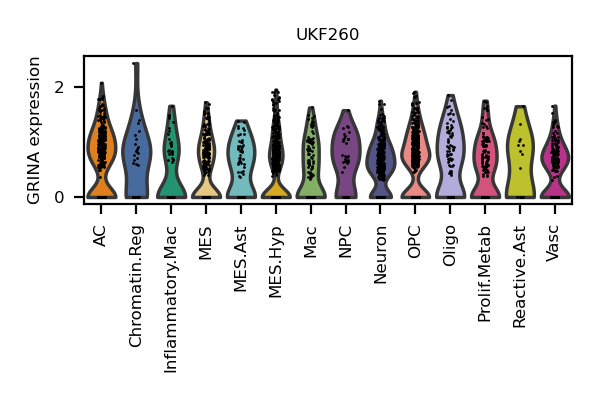 UKF260
GRINA expression
2
0
AC
Chromatin.Reg
Inflammatory.Mac
MES
MES.Ast
MES.Hyp
Mac
NPC
Neuron
OPC
Oligo
Prolif.Metab
Reactive.Ast
Vasc